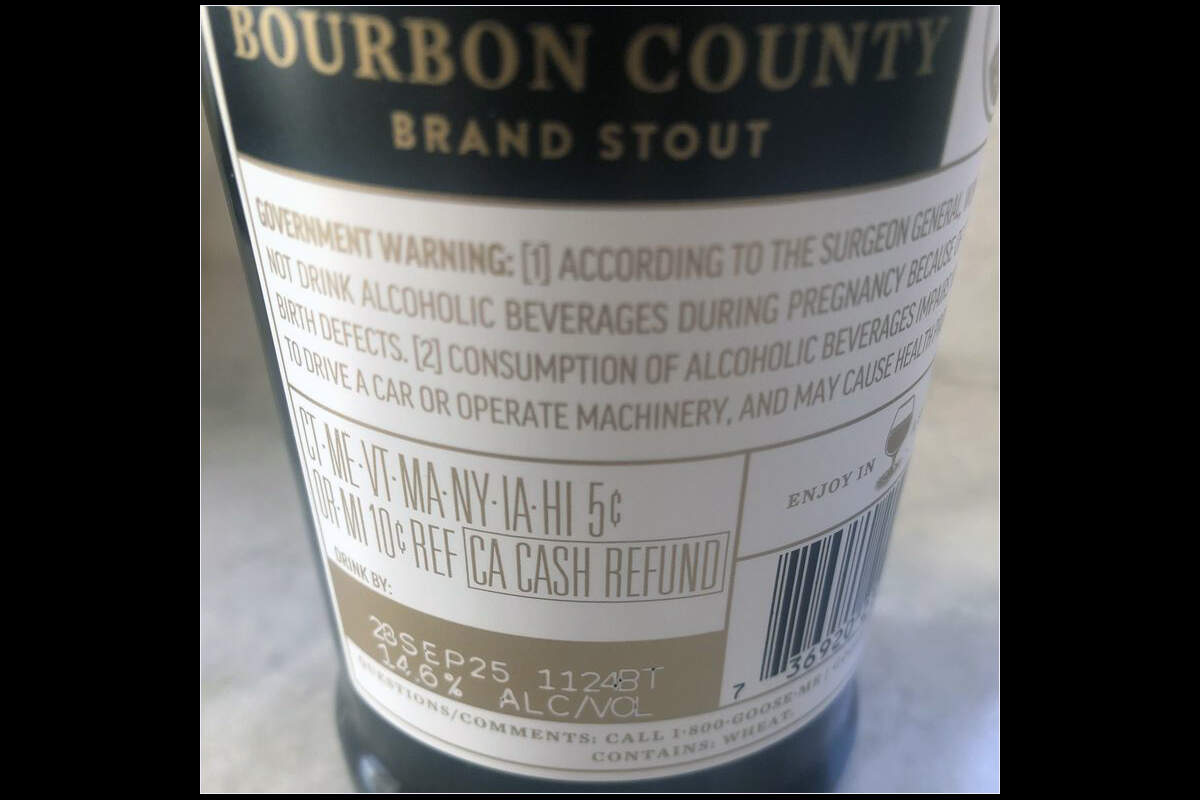 BOURBON COUNTY
BRAND STOUT
GOVERNMENT WARNING: [1] ACCORDING TO THE SURGEON GENERAL,
NOT DRINK ALCOHOLIC BEVERAGES DURING PREGNANCY BECAUSE
BIRTH DEFECTS. [2] CONSUMPTION OF ALCOHOLIC BEVERAGES
TO DRIVE A CAR OR OPERATE MACHINERY, AND MAY CAUSE HEALTH
CT·ME·VT·MA·NY·IA·HI 5¢
OR·MI 10¢ REF CA CASH REFUND
ENJOY IN
DRINK BY:
28SEP25 1124BT
14.6% ALC/VOL
7 36920
QUESTIONS/COMMENTS: CALL 1·800·GOOSE·ME
CONTAINS: WHEAT.